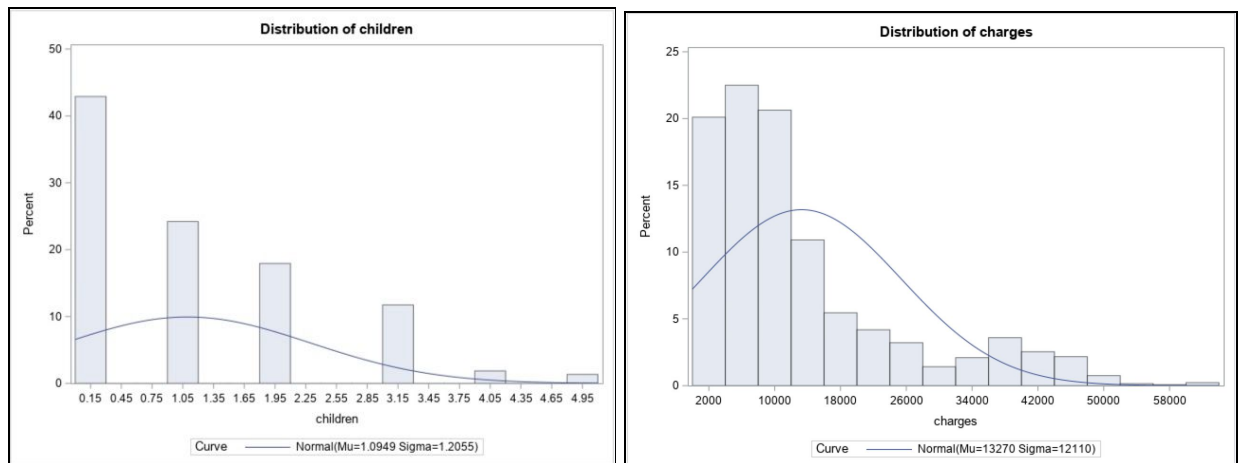 Distribution of children
50
40
30
20
10
0
Percent
0.15 0.45 0.75 1.05 1.35 1.65 1.95 2.25 2.55 2.85 3.15 3.45 3.75 4.05 4.35 4.65 4.95
children
Curve Normal(Mu=1.0949 Sigma=1.2055)
Distribution of charges
25
20
15
10
5
0
Percent
2000 10000 18000 26000 34000 42000 50000 58000
charges
Curve Normal(Mu=13270 Sigma=12110)